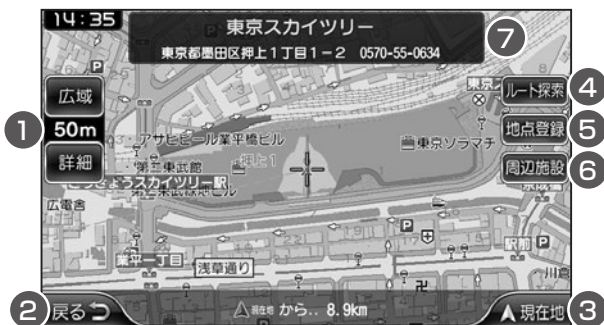 14:35
東京スカイツリー
東京都墨田区押上1丁目1-2 0570-55-0634
7
広域
50m
詳細
1
ルート探索
4
地点登録
5
周辺施設
6
アサヒビール業平橋ビル
第二東武館
押上1
東京ソラマチ
とうきょうスカイツリー駅
広電舎
業平一丁目
浅草通り
駅前
P
P
P
P
2
戻る
現在地 から.. 8.9km
現在地
3